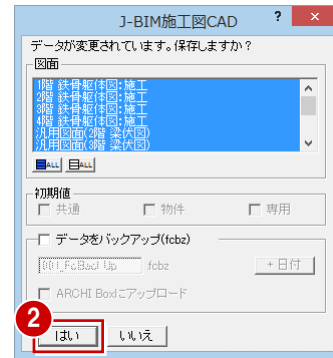 J-BIM施工図CAD
データが変更されています。保存しますか?
図面
1階 鉄骨躯体図:施工
2階 鉄骨躯体図:施工
3階 鉄骨躯体図:施工
4階 鉄骨躯体図:施工
汎用図面(2階 梁伏図)
汎用図面(3階 梁伏図)
ALL ALL
初期値
共通 物件 専用
データをバックアップ(fcbz)
001_FcBackUp fcbz +日付
ARCHI Boxにアップロード
2
はい いいえ